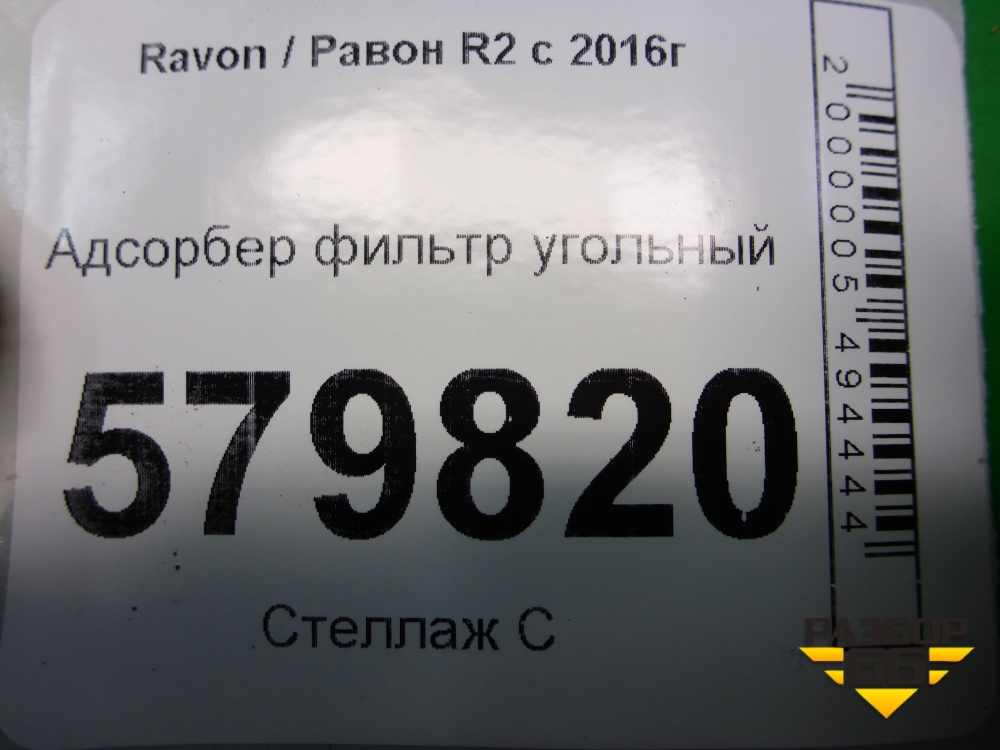 Ravon / Равон R2 с 2016г
Адсорбер фильтр угольный
579820
Стеллаж С
2000005494444
РАЗБОР
66